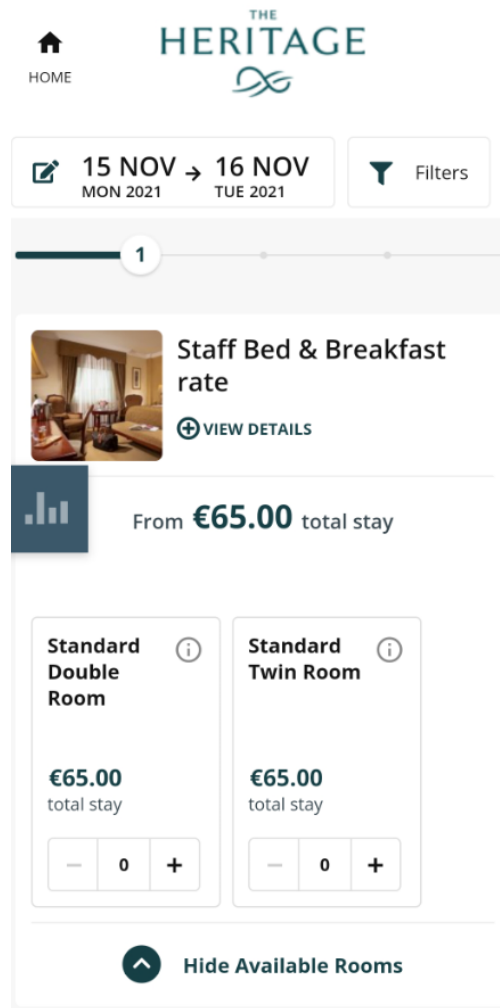 THE
HERITAGE
HOME
15 NOV → 16 NOV
MON 2021 TUE 2021
Filters
1
Staff Bed & Breakfast
rate
VIEW DETAILS
From €65.00 total stay
Standard
Double
Room
€65.00
total stay
− 0 +
Standard
Twin Room
€65.00
total stay
− 0 +
Hide Available Rooms